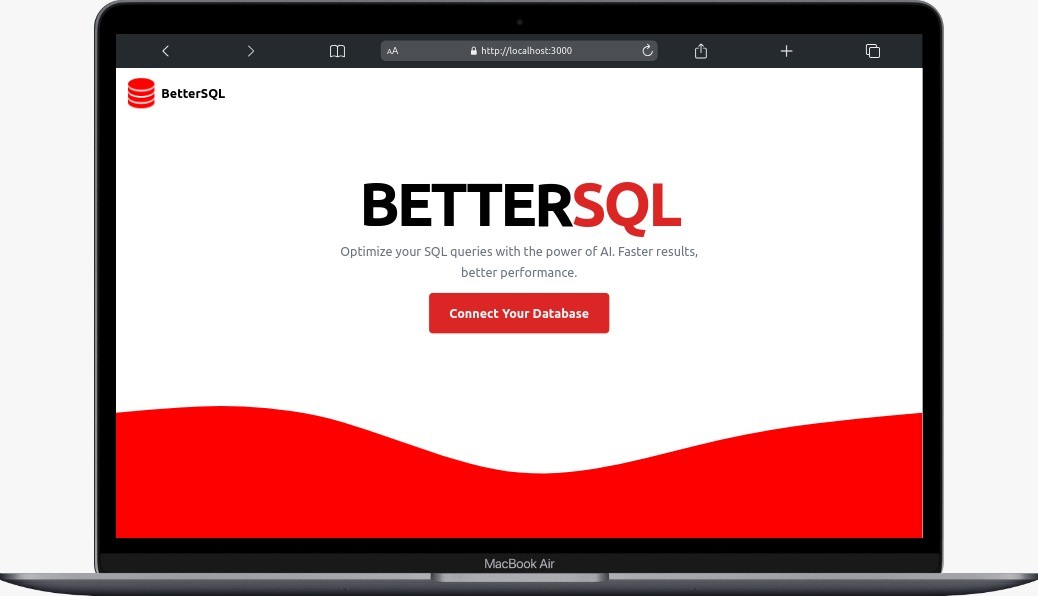 AA
http://localhost:3000
BetterSQL
BETTERSQL
Optimize your SQL queries with the power of AI. Faster results,
better performance.
Connect Your Database
MacBook Air